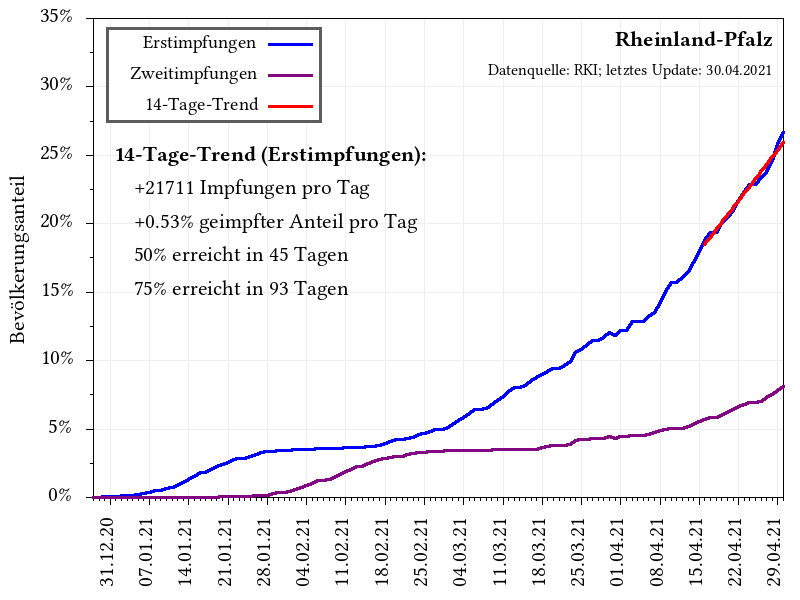 35%
30%
25%
20%
15%
10%
5%
0%
Bevölkerungsanteil
Erstimpfungen
Zweitimpfungen
14-Tage-Trend
Rheinland-Pfalz
Datenquelle: RKI; letztes Update: 30.04.2021
14-Tage-Trend (Erstimpfungen):
+21711 Impfungen pro Tag
+0.53% geimpfter Anteil pro Tag
50% erreicht in 45 Tagen
75% erreicht in 93 Tagen
31.12.20
07.01.21
14.01.21
21.01.21
28.01.21
04.02.21
11.02.21
18.02.21
25.02.21
04.03.21
11.03.21
18.03.21
25.03.21
01.04.21
08.04.21
15.04.21
22.04.21
29.04.21